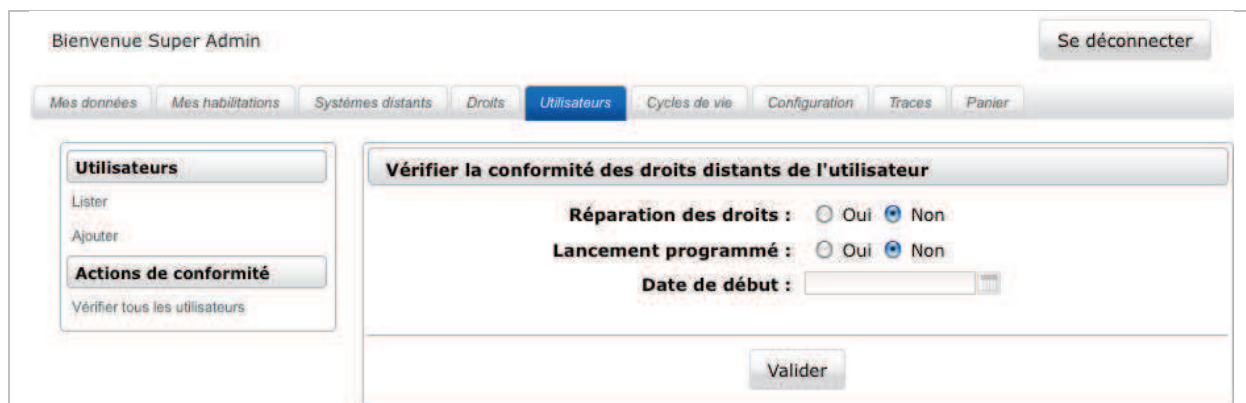 Bienvenue Super Admin
Se déconnecter
Mes données Mes habilitations Systèmes distants Droits Utilisateurs Cycles de vie Configuration Traces Panier
Utilisateurs
Lister
Ajouter
Actions de conformité
Vérifier tous les utilisateurs
Vérifier la conformité des droits distants de l'utilisateur
Réparation des droits : Oui Non
Lancement programmé : Oui Non
Date de début :
Valider